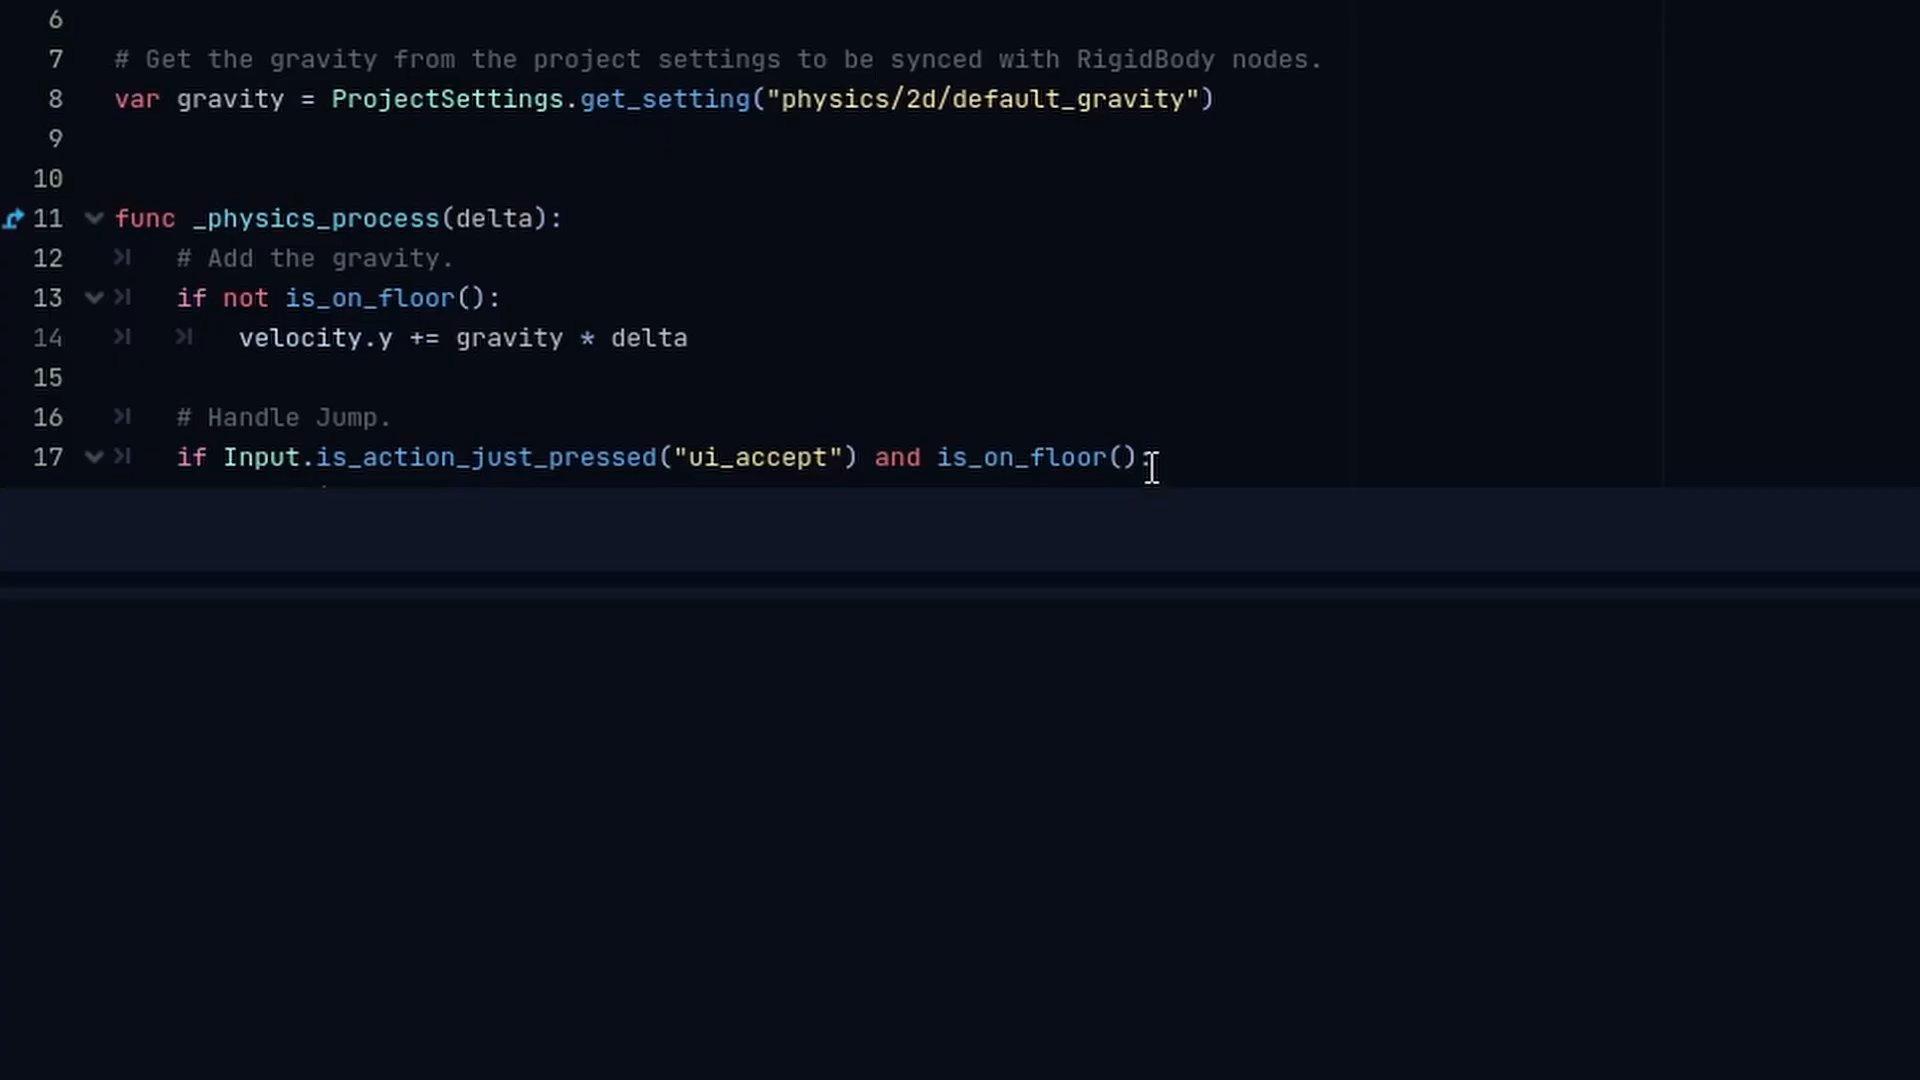 6
7 # Get the gravity from the project settings to be synced with RigidBody nodes.
8 var gravity = ProjectSettings.get_setting("physics/2d/default_gravity")
9
10
11 func _physics_process(delta):
12 # Add the gravity.
13 if not is_on_floor():
14 velocity.y += gravity * delta
15
16 # Handle Jump.
17 if Input.is_action_just_pressed("ui_accept") and is_on_floor():